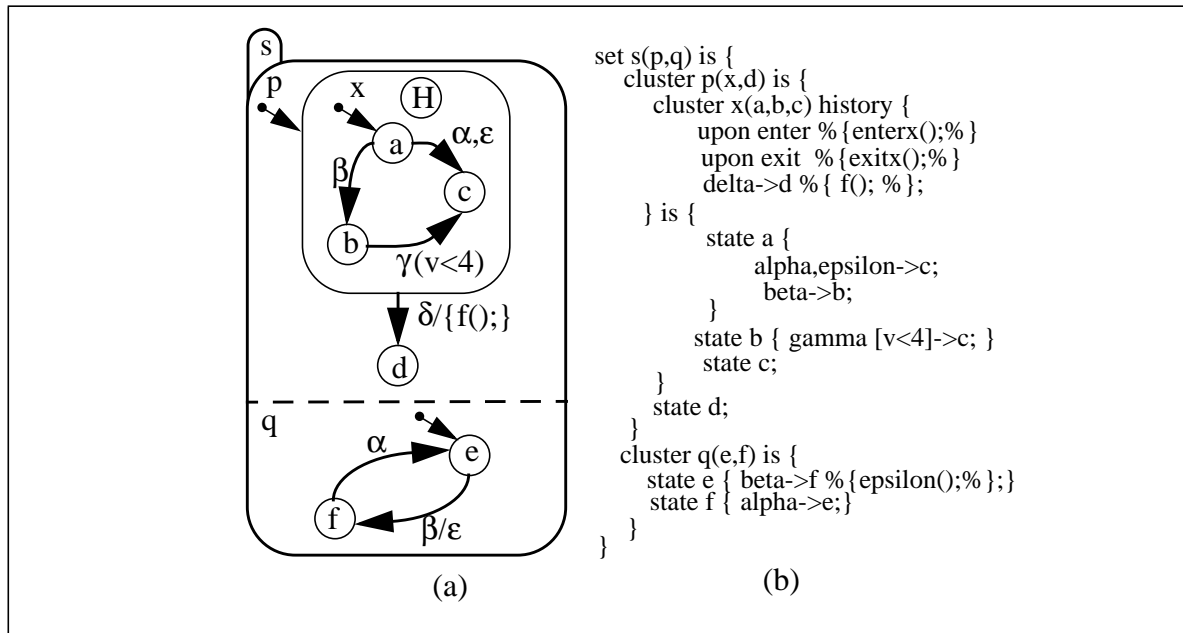 s
p
x
H
a
α,ε
β
c
b
γ(v<4)
δ/{f();}
d
q
α
e
f
β/ε
(a)
set s(p,q) is {
cluster p(x,d) is {
cluster x(a,b,c) history {
upon enter %{enterx();%}
upon exit %{exitx();%}
delta->d %{ f(); %};
} is {
state a {
alpha,epsilon->c;
beta->b;
}
state b { gamma [v<4]->c; }
state c;
}
state d;
}
cluster q(e,f) is {
state e { beta->f %{epsilon();%};}
state f { alpha->e;}
}
}
(b)